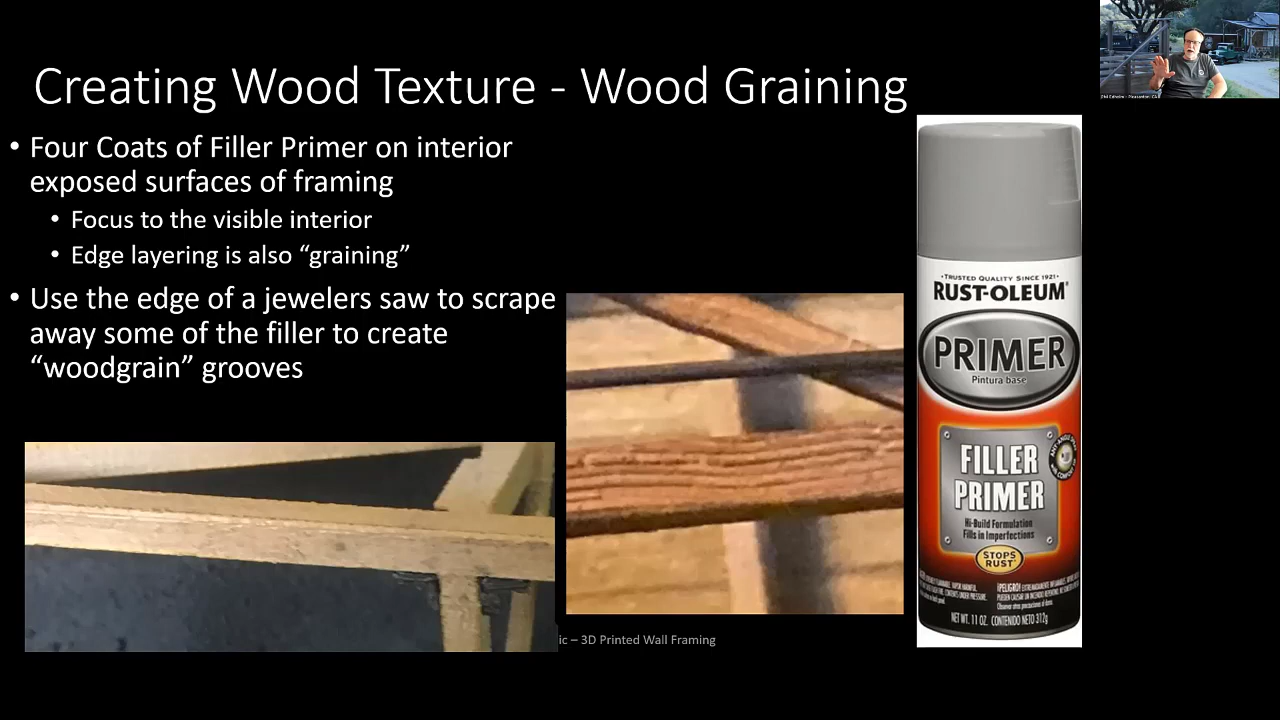 Creating Wood Texture - Wood Graining
• Four Coats of Filler Primer on interior
exposed surfaces of framing
• Focus to the visible interior
• Edge layering is also “graining”
• Use the edge of a jewelers saw to scrape
away some of the filler to create
“woodgrain” grooves
ic – 3D Printed Wall Framing
•TRUSTED QUALITY SINCE 1921•
RUST-OLEUM®
PRIMER
Pintura base
FILLER
PRIMER
Hi-Build Formulation
Fills in Imperfections
STOPS
RUST®
NET WT. 11 OZ. CONTENIDO NETO 312g